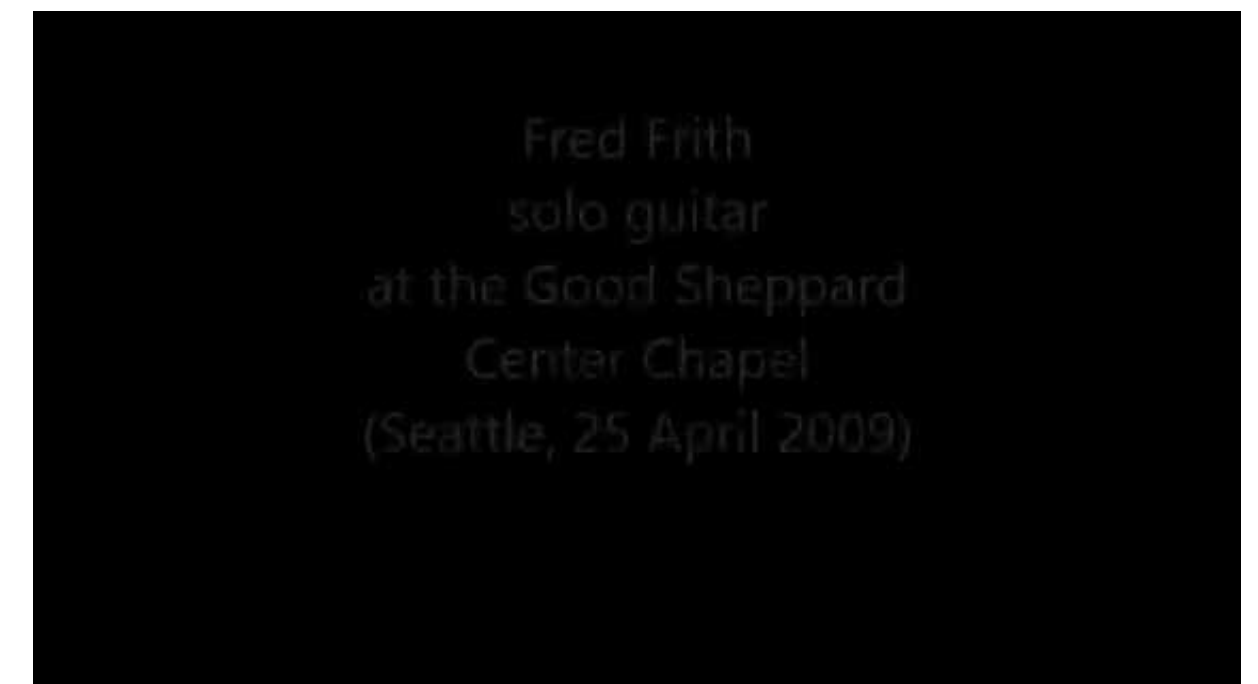 Fred Frith
solo guitar
at the Good Sheppard
Center Chapel
(Seattle, 25 April 2009)